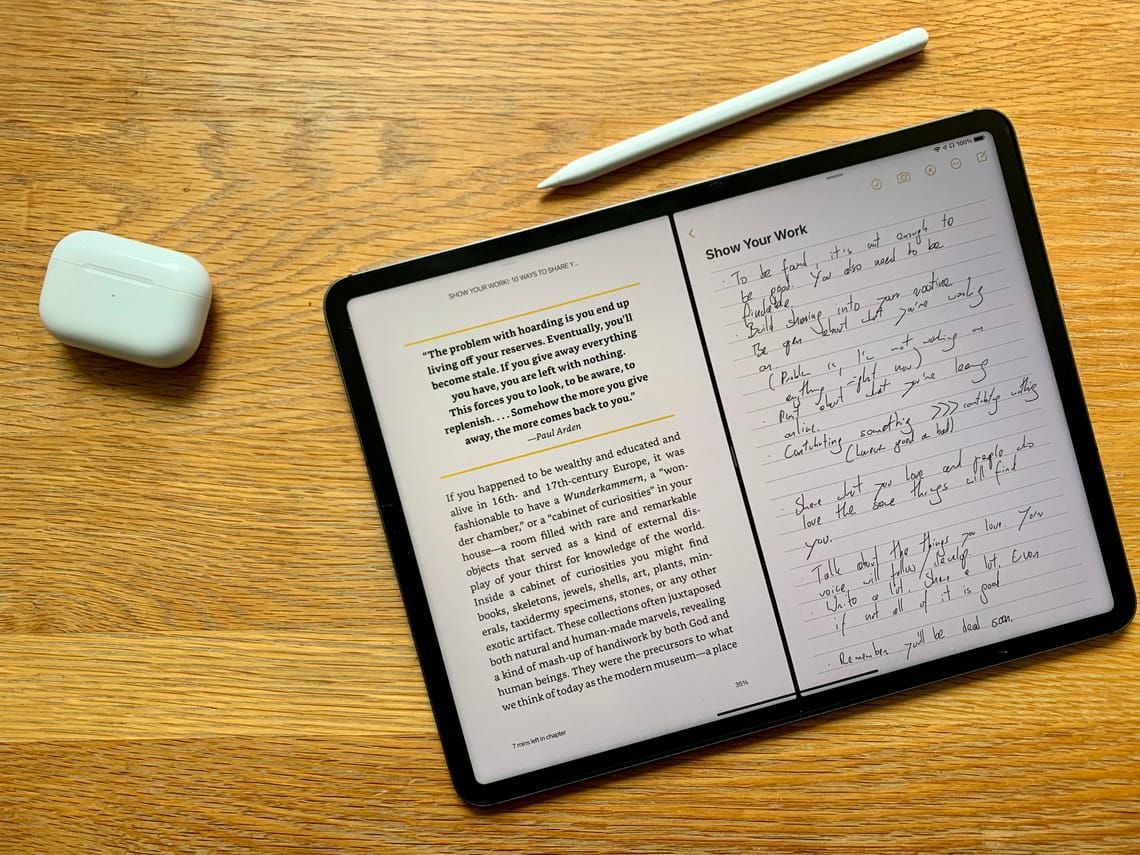 SHOW YOUR WORK!: 10 WAYS TO SHARE Y...
“The problem with hoarding is you end up
living off your reserves. Eventually, you’ll
become stale. If you give away everything
you have, you are left with nothing.
This forces you to look, to be aware, to
replenish. . . . Somehow the more you give
away, the more comes back to you.”
—Paul Arden
If you happened to be wealthy and educated and
alive in 16th- and 17th-century Europe, it was
fashionable to have a Wunderkammern, a “won-
der chamber,” or a “cabinet of curiosities” in your
house—a room filled with rare and remarkable
objects that served as a kind of external dis-
play of your thirst for knowledge of the world.
Inside a cabinet of curiosities you might find
books, skeletons, jewels, shells, art, plants, min-
erals, taxidermy specimens, stones, or any other
exotic artifact. These collections often juxtaposed
both natural and human-made marvels, revealing
a kind of mash-up of handiwork by both God and
human beings. They were the precursors to what
we think of today as the modern museum—a place
7 mins left in chapter
35%
100%
Show Your Work
· To be found, it's not enough to
be good. You also need to be
findable.
· Build sharing into your routine.
Be open about what you're working
on.
(Problem is, I'm not working on
anything right now)
· Post about what you're learning
online.
· Contributing something >>> contributing nothing
(however good or bad)
· Share what you love and people who
love the same things will find
you.
· Talk about the things you love. Your
voice will follow / develop.
· Write a lot. Share a lot. Even
if not all of it is good
· Remember you'll be dead soon.